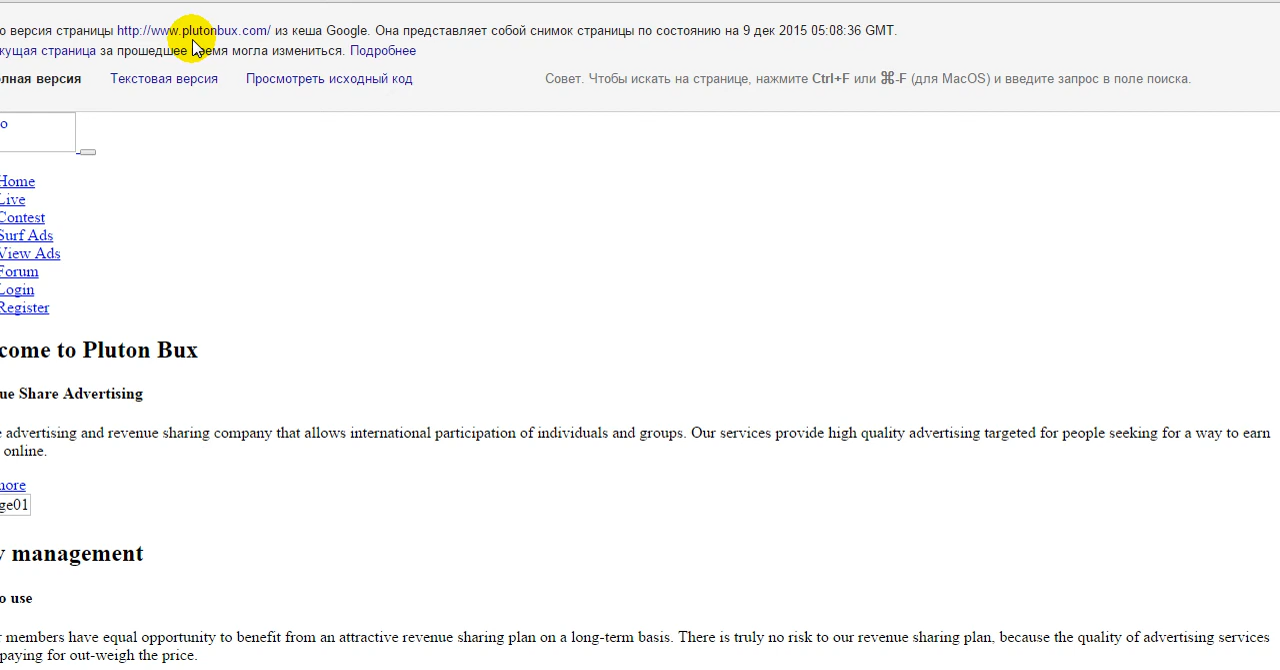 версия страницы http://www.plutonbux.com/ из кеша Google. Она представляет собой снимок страницы по состоянию на 9 дек 2015 05:08:36 GMT.
страница за прошедшее время могла измениться. Подробнее
версия Текстовая версия Просмотреть исходный код Совет. Чтобы искать на странице, нажмите Ctrl+F или ⌘-F (для MacOS) и введите запрос в поле поиска.
Home
Live
Contest
Surf Ads
View Ads
Forum
Login
Register
come to Pluton Bux
ue Share Advertising
e advertising and revenue sharing company that allows international participation of individuals and groups. Our services provide high quality advertising targeted for people seeking for a way to earn
online.
more
ge01
y management
o use
r members have equal opportunity to benefit from an attractive revenue sharing plan on a long-term basis. There is truly no risk to our revenue sharing plan, because the quality of advertising services
paying for out-weigh the price.